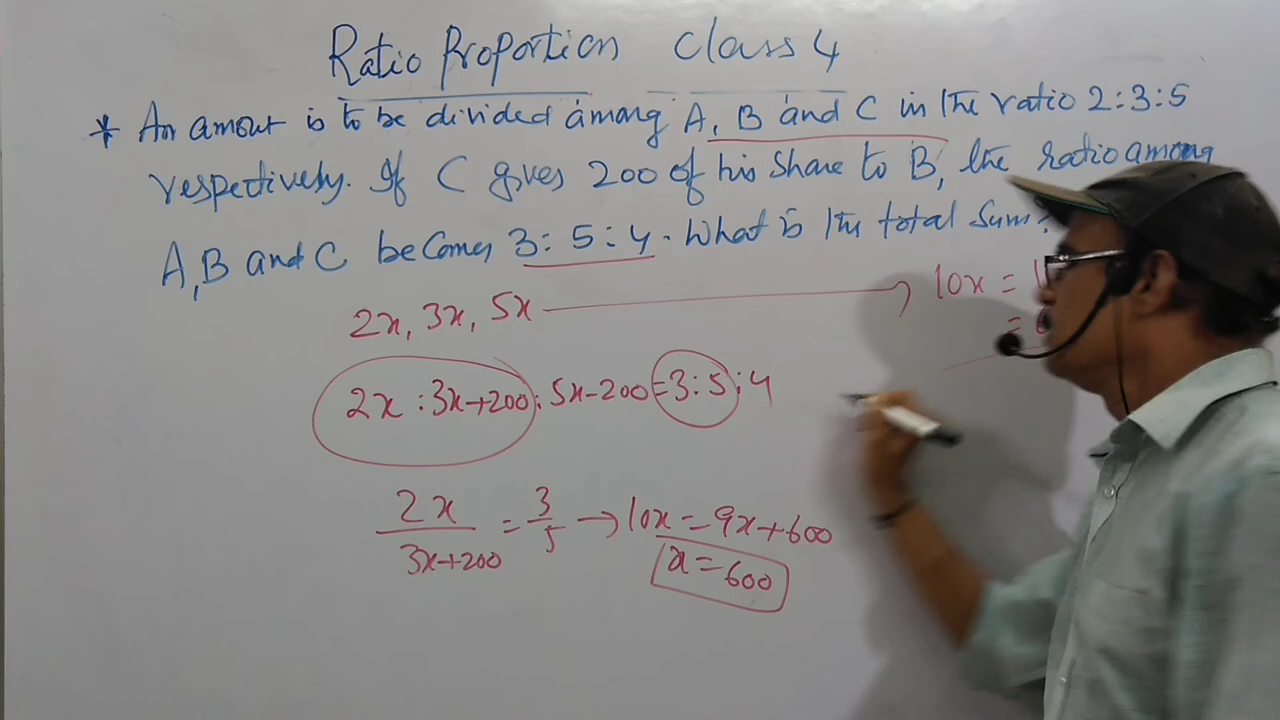 Ratio Proportion Class 4
* An amout is to be divided among A, B and C in the ratio 2:3:5
respectively. If C gives 200 of his share to B, the ratio among
A, B and C becomes 3:5:4. What is the total sum?
2x, 3x, 5x
10x =
=
2x : 3x+200 : 5x-200 = 3:5:4
2x/3x+200 = 3/5 → 10x = 9x+600
x = 600